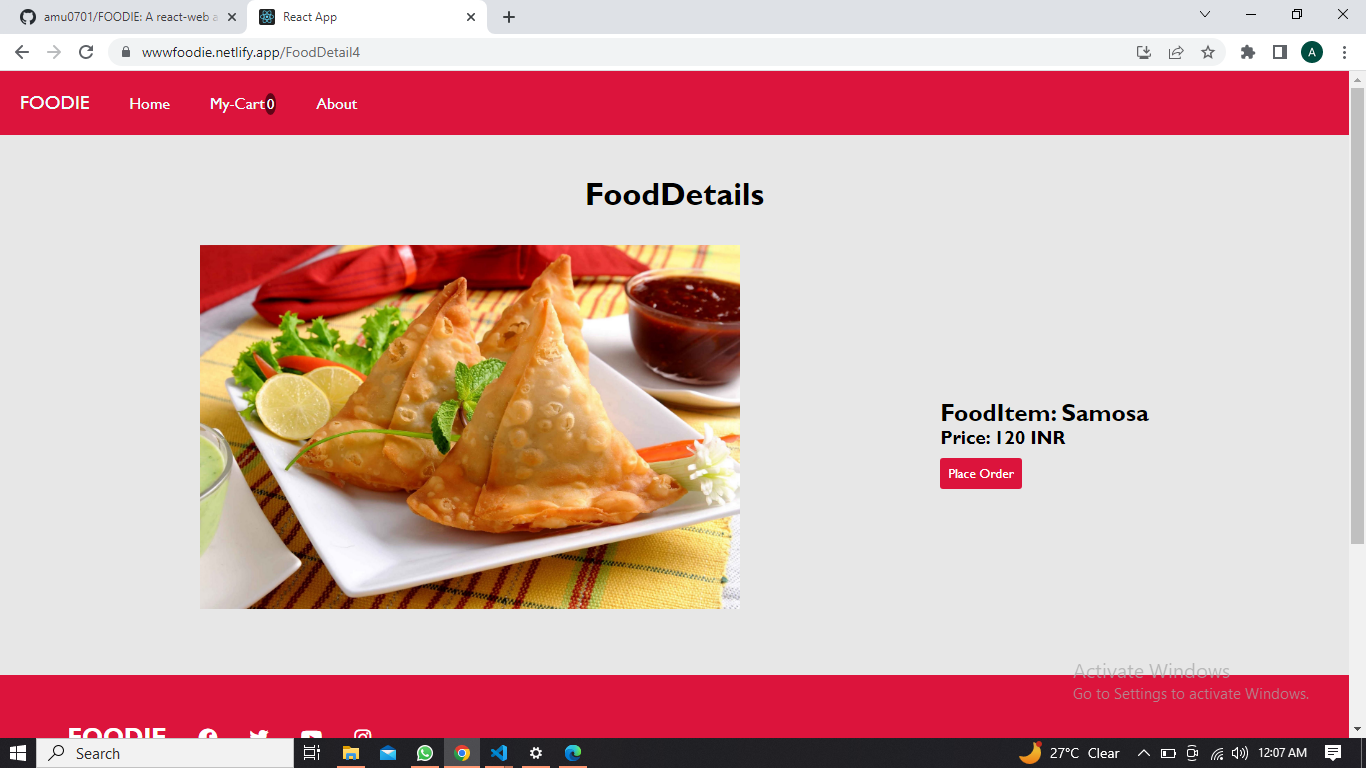 amu0701/FOODIE: A react-web a
React App
wwwfoodie.netlify.app/FoodDetail4
A
FOODIE
Home
My-Cart0
About
FoodDetails
FoodItem: Samosa
Price: 120 INR
Place Order
Activate Windows
Go to Settings to activate Windows.
FOODIE
Search
27°C Clear
12:07 AM